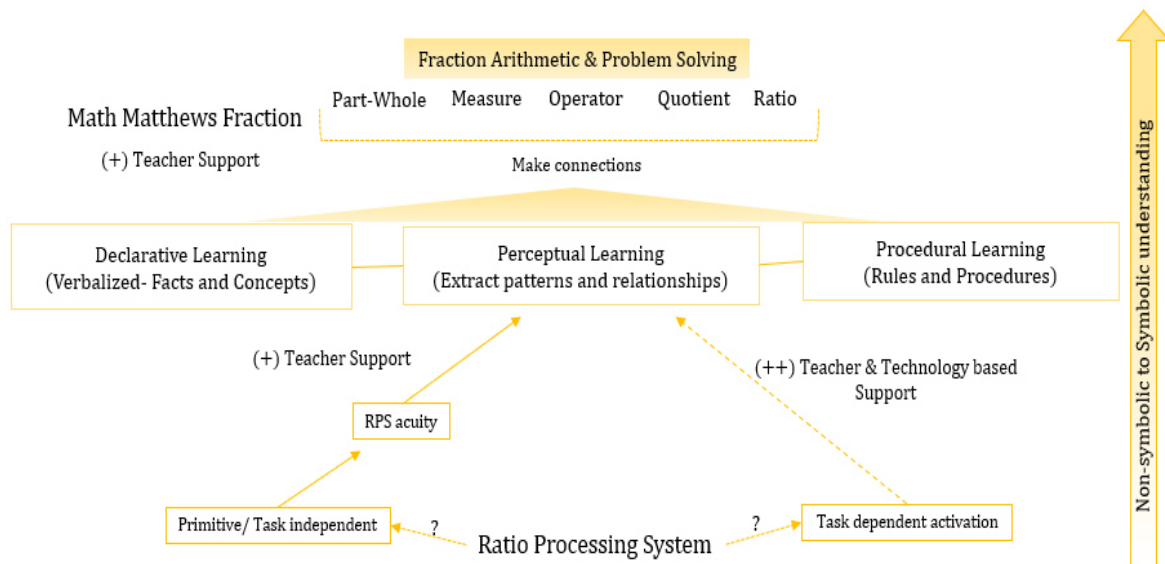 Fraction Arithmetic & Problem Solving
Part-Whole Measure Operator Quotient Ratio
Math Matthews Fraction
(+) Teacher Support
Make connections
Declarative Learning
(Verbalized- Facts and Concepts)
Perceptual Learning
(Extract patterns and relationships)
Procedural Learning
(Rules and Procedures)
(+) Teacher Support
(++) Teacher & Technology based
Support
RPS acuity
Primitive/ Task independent
?
Ratio Processing System
?
Task dependent activation
Non-symbolic to Symbolic understanding